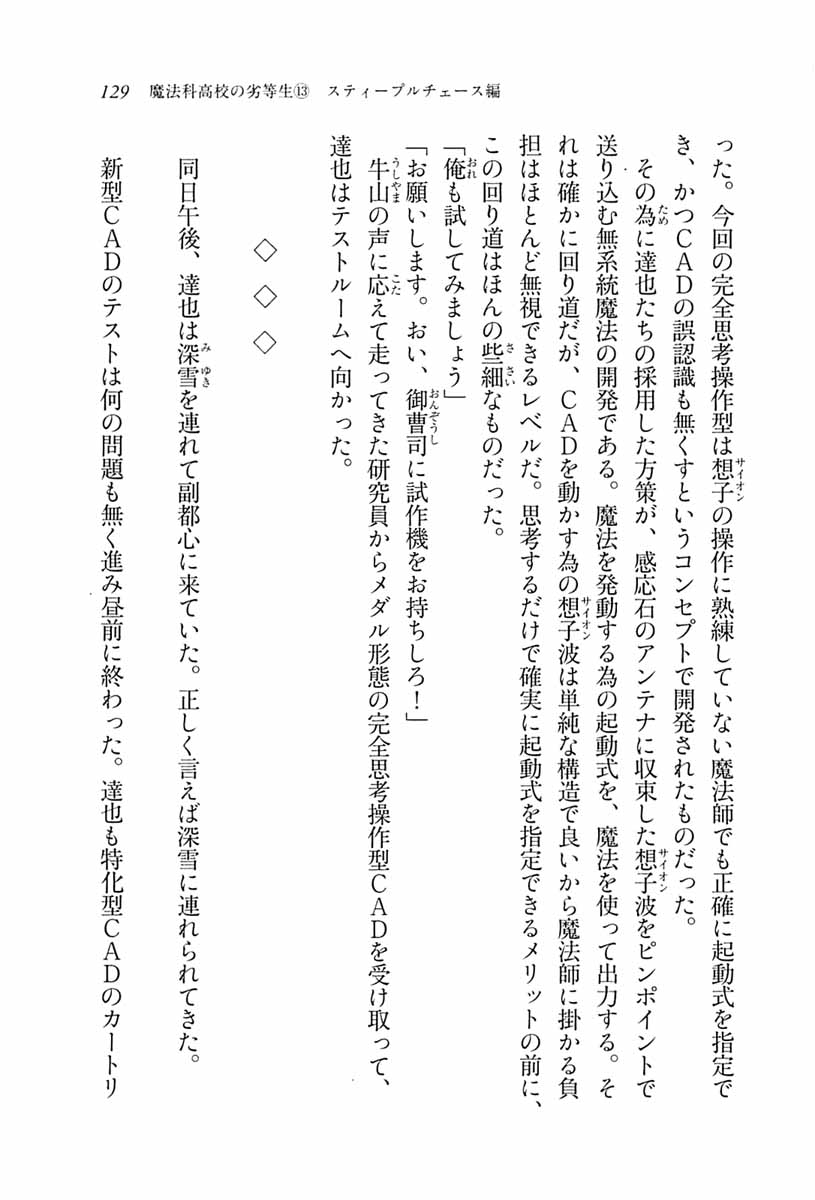 129 魔法科高校の劣等生⑬ スティープルチェース編
った。今回の完全思考操作型は想子の操作に熟練していない魔法師でも正確に起動式を指定で
き、かつCADの誤認識も無くすというコンセプトで開発されたものだった。
その為に達也たちの採用した方策が、感応石のアンテナに収束した想子波をピンポイントで
送り込む無系統魔法の開発である。魔法を発動する為の起動式を、魔法を使って出力する。そ
れは確かに回り道だが、CADを動かす為の想子波は単純な構造で良いから魔法師に掛かる負
担はほとんど無視できるレベルだ。思考するだけで確実に起動式を指定できるメリットの前に、
この回り道はほんの些細なものだった。
「俺も試してみましょう」
「お願いします。おい、御曹司に試作機をお持ちしろ!」
牛山の声に応えて走ってきた研究員からメダル形態の完全思考操作型CADを受け取って、
達也はテストルームへ向かった。
◇ ◇ ◇
同日午後、達也は深雪を連れて副都心に来ていた。正しく言えば深雪に連れられてきた。
新型CADのテストは何の問題も無く進み昼前に終わった。達也も特化型CADのカートリ